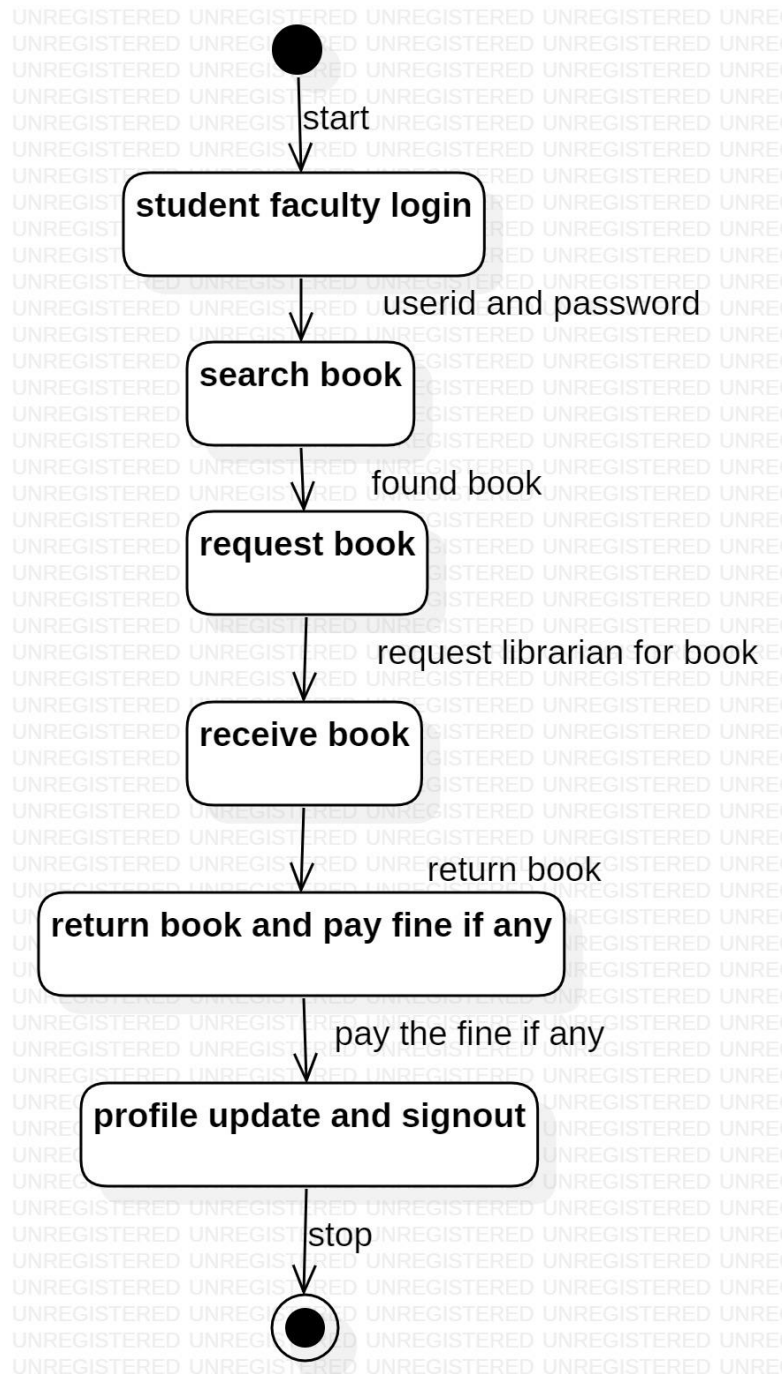 start
student faculty login
userid and password
search book
found book
request book
request librarian for book
receive book
return book
return book and pay fine if any
pay the fine if any
profile update and signout
stop
UNREGISTERED